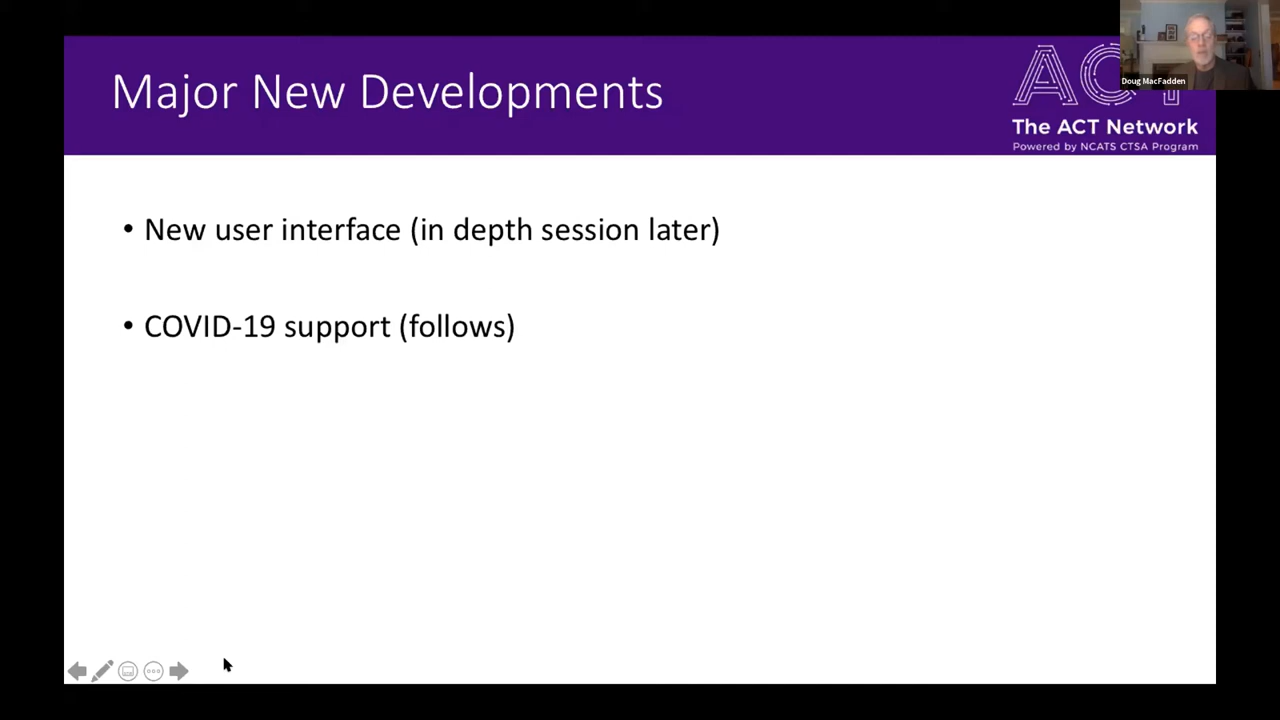 Major New Developments
ACT
Doug MacFadden
The ACT Network
Powered by NCATS CTSA Program
• New user interface (in depth session later)
• COVID-19 support (follows)